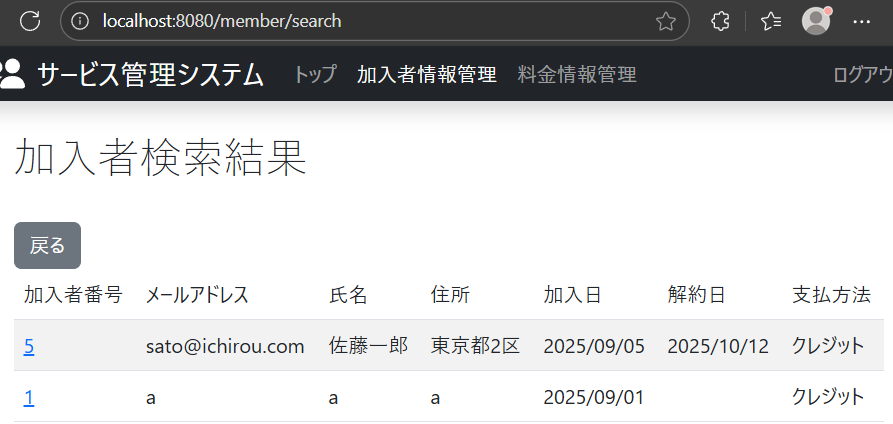 localhost:8080/member/search
サービス管理システム トップ 加入者情報管理 料金情報管理 ログアウ
加入者検索結果
戻る
加入者番号 メールアドレス 氏名 住所 加入日 解約日 支払方法
5 sato@ichirou.com 佐藤一郎 東京都2区 2025/09/05 2025/10/12 クレジット
1 a a a 2025/09/01 クレジット